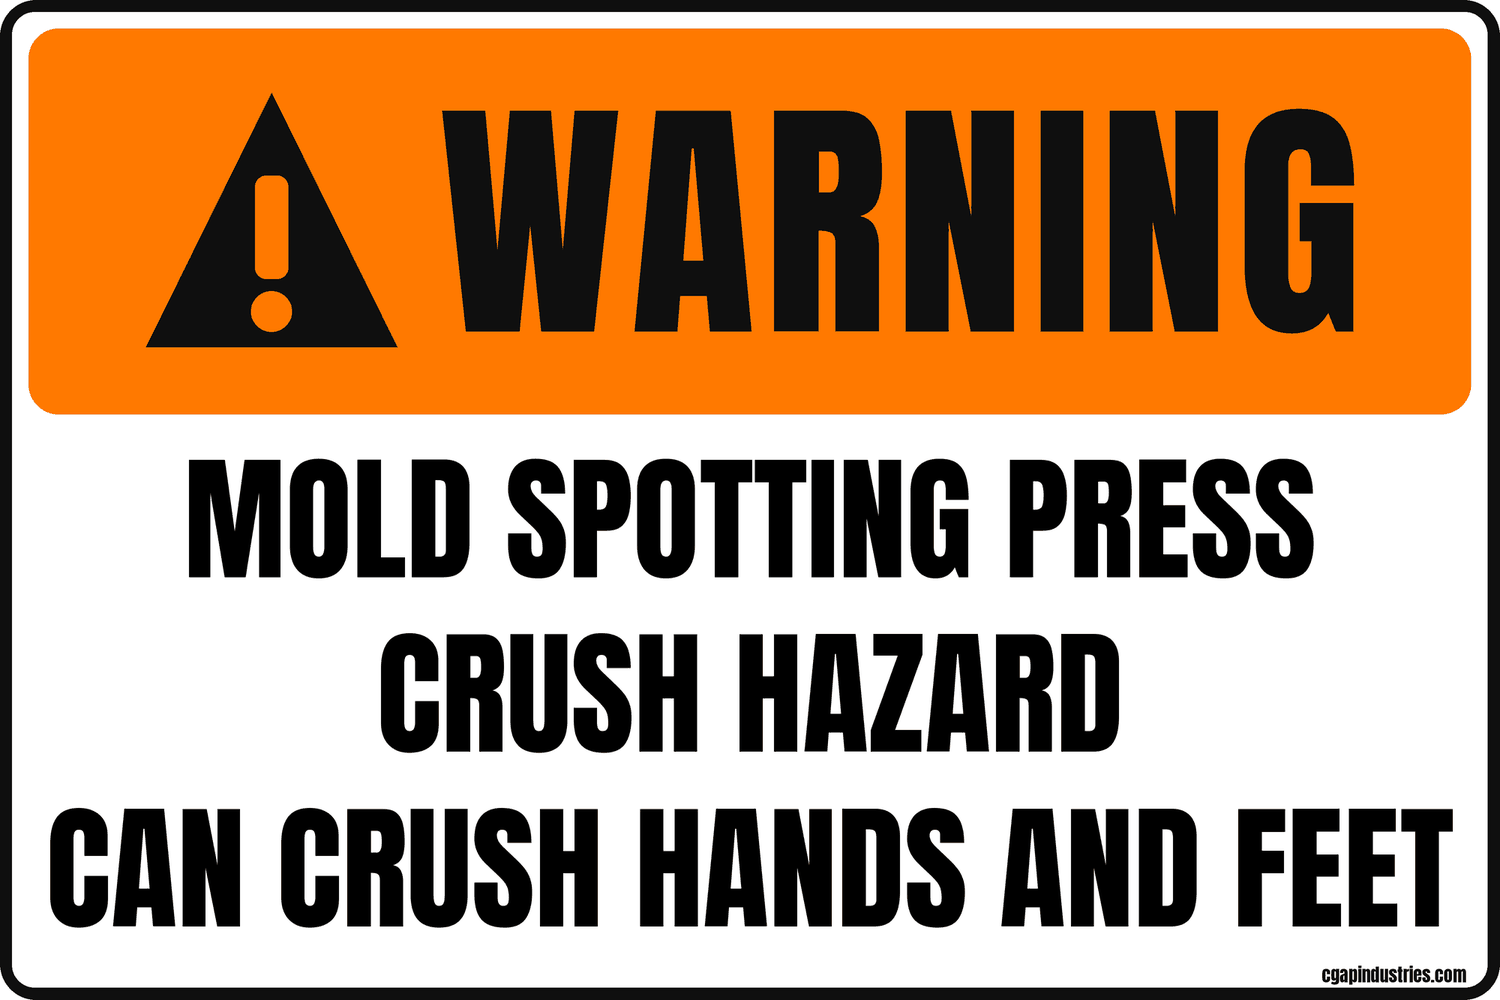 WARNING
MOLD SPOTTING PRESS
CRUSH HAZARD
CAN CRUSH HANDS AND FEET
cgapindustries.com